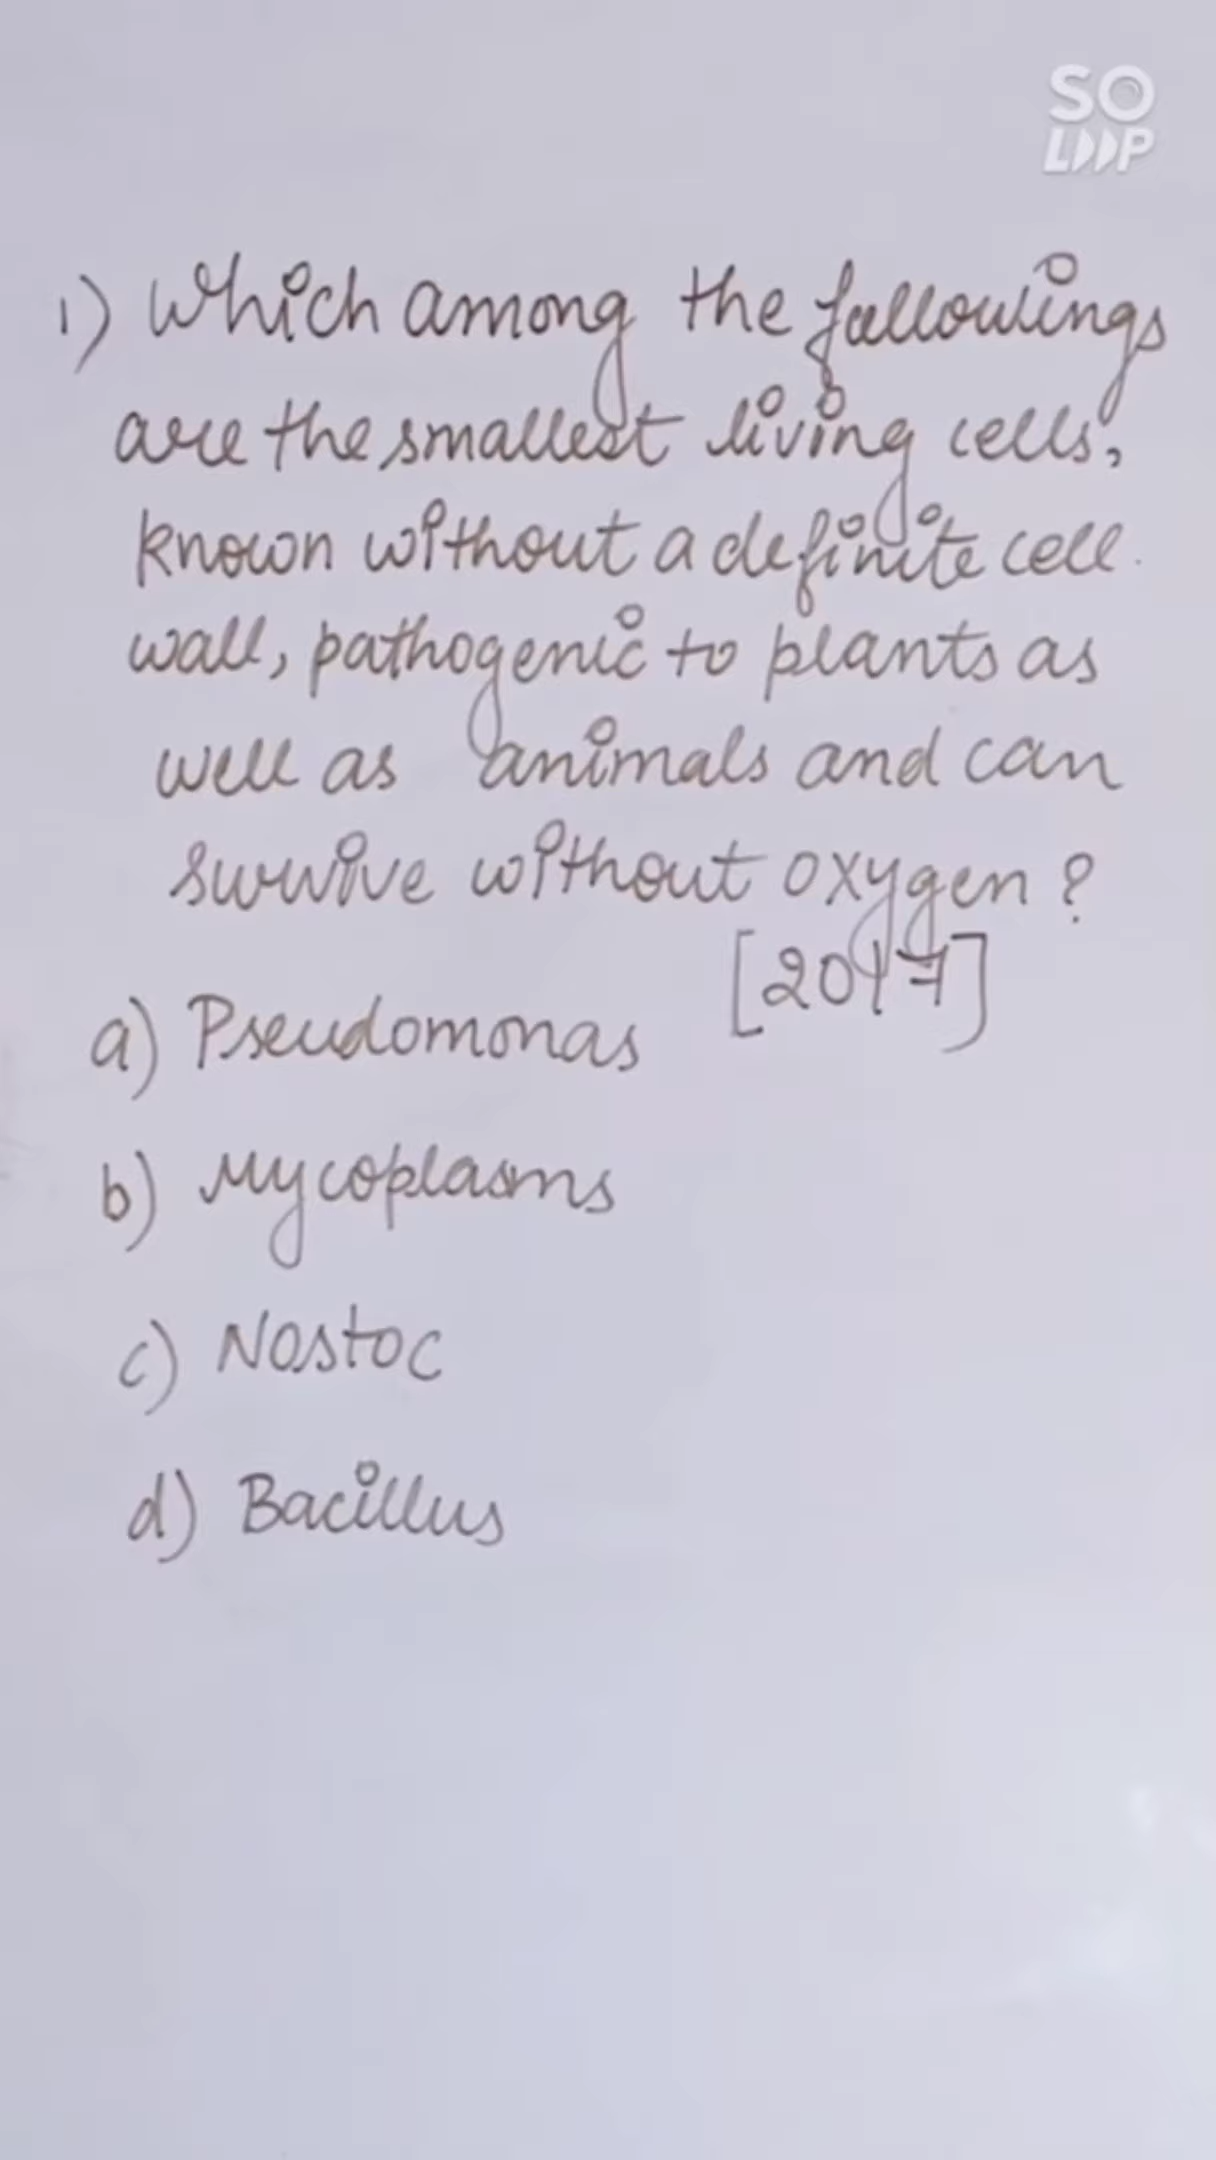 SO
LOOP
1) Which among the fallowings
are the smallest living cells,
known without a definite cell
wall, pathogenic to plants as
well as animals and can
survive without oxygen ?
[2017]
a) Pseudomonas
b) Mycoplasms
c) Nostoc
d) Bacillus